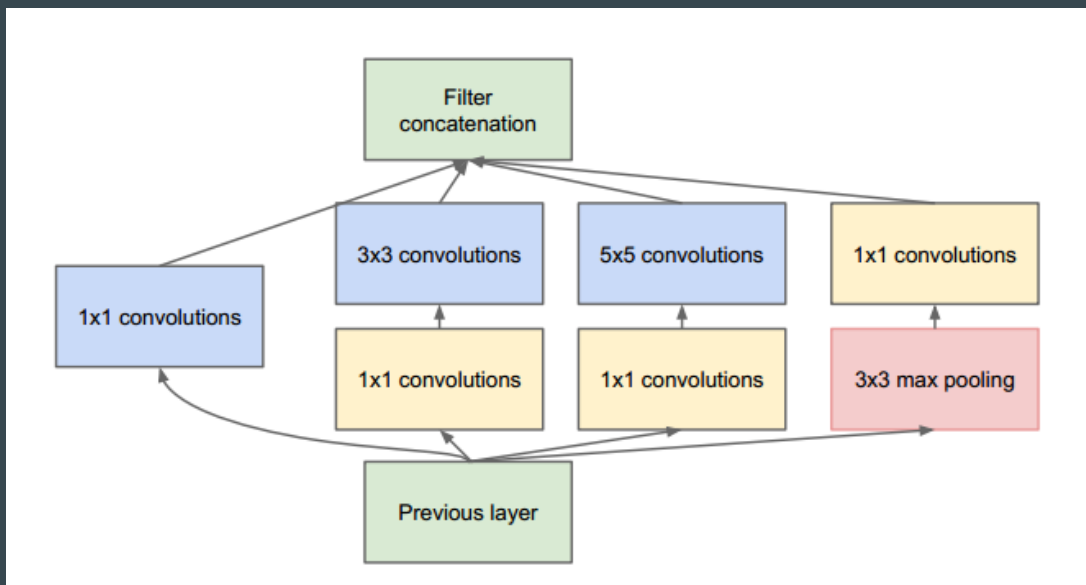 Filter
concatenation
3x3 convolutions
5x5 convolutions
1x1 convolutions
1x1 convolutions
1x1 convolutions
1x1 convolutions
3x3 max pooling
Previous layer